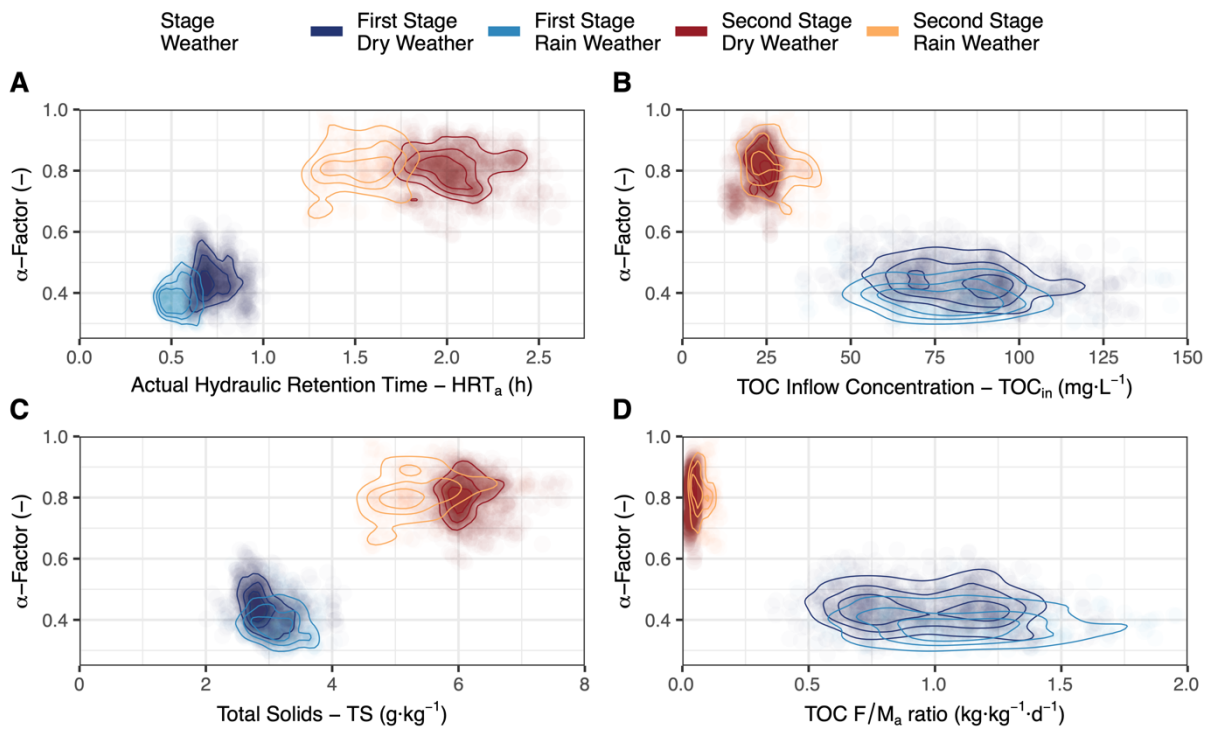 Stage
Weather
First Stage
Dry Weather
First Stage
Rain Weather
Second Stage
Dry Weather
Second Stage
Rain Weather
A
1.0
0.8
0.6
0.4
α−Factor (−)
0.0
0.5
1.0
1.5
2.0
2.5
Actual Hydraulic Retention Time − HRTa (h)
B
1.0
0.8
0.6
0.4
α−Factor (−)
0
25
50
75
100
125
150
TOC Inflow Concentration − TOCin (mg·L−1)
C
1.0
0.8
0.6
0.4
α−Factor (−)
0
2
4
6
8
Total Solids − TS (g·kg−1)
D
1.0
0.8
0.6
0.4
α−Factor (−)
0.0
0.5
1.0
1.5
2.0
TOC F/Ma ratio (kg·kg−1·d−1)